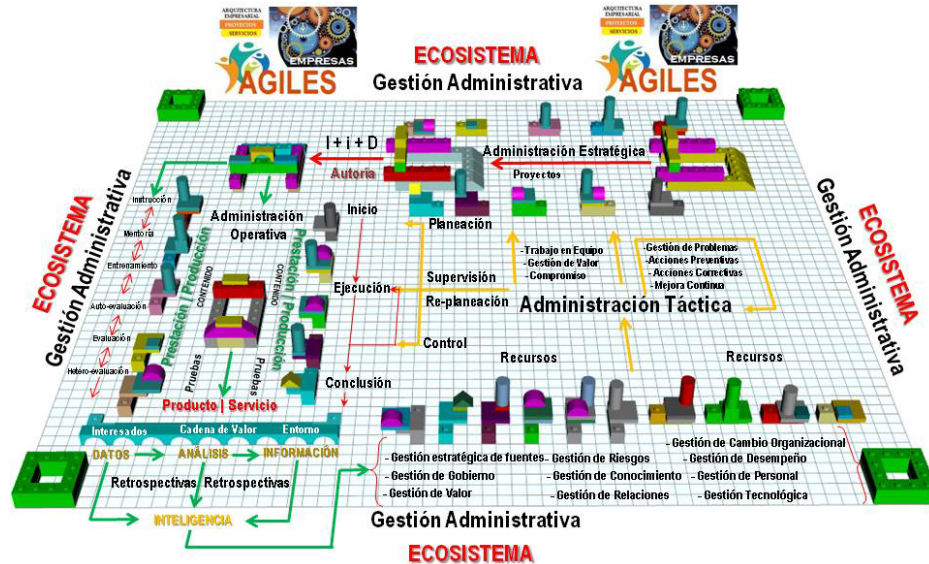 ARQUITECTURA
EMPRESARIAL
PROYECTOS
SERVICIOS
EMPRESAS
AGILES
ARQUITECTURA
EMPRESARIAL
PROYECTOS
SERVICIOS
EMPRESAS
AGILES
ECOSISTEMA
Gestión Administrativa
I + i + D
Autoría
Administración Estratégica
Proyectos
ECOSISTEMA
Gestión Administrativa
Instrucción
Mentoría
Entrenamiento
Auto-evaluación
Evaluación
Hetero-evaluación
Administración
Operativa
Prestación | Producción
CONTENIDO
Pruebas
Prestación | Producción
CONTENIDO
Pruebas
Producto | Servicio
Inicio
Planeación
Supervisión
Ejecución
Re-planeación
Control
Conclusión
-Trabajo en Equipo
- Gestión de Valor
- Compromiso
-Gestión de Problemas
- Acciones Preventivas
- Acciones Correctivas
- Mejora Continua
Administración Táctica
Recursos
Recursos
Gestión Administrativa
ECOSISTEMA
Interesados Cadena de Valor Entorno
DATOS ANÁLISIS INFORMACIÓN
Retrospectivas Retrospectivas
INTELIGENCIA
- Gestión estratégica de fuentes
- Gestión de Gobierno
- Gestión de Valor
- Gestión de Riesgos
- Gestión de Conocimiento
- Gestión de Relaciones
- Gestión de Cambio Organizacional
- Gestión de Desempeño
- Gestión de Personal
- Gestión Tecnológica
Gestión Administrativa
ECOSISTEMA